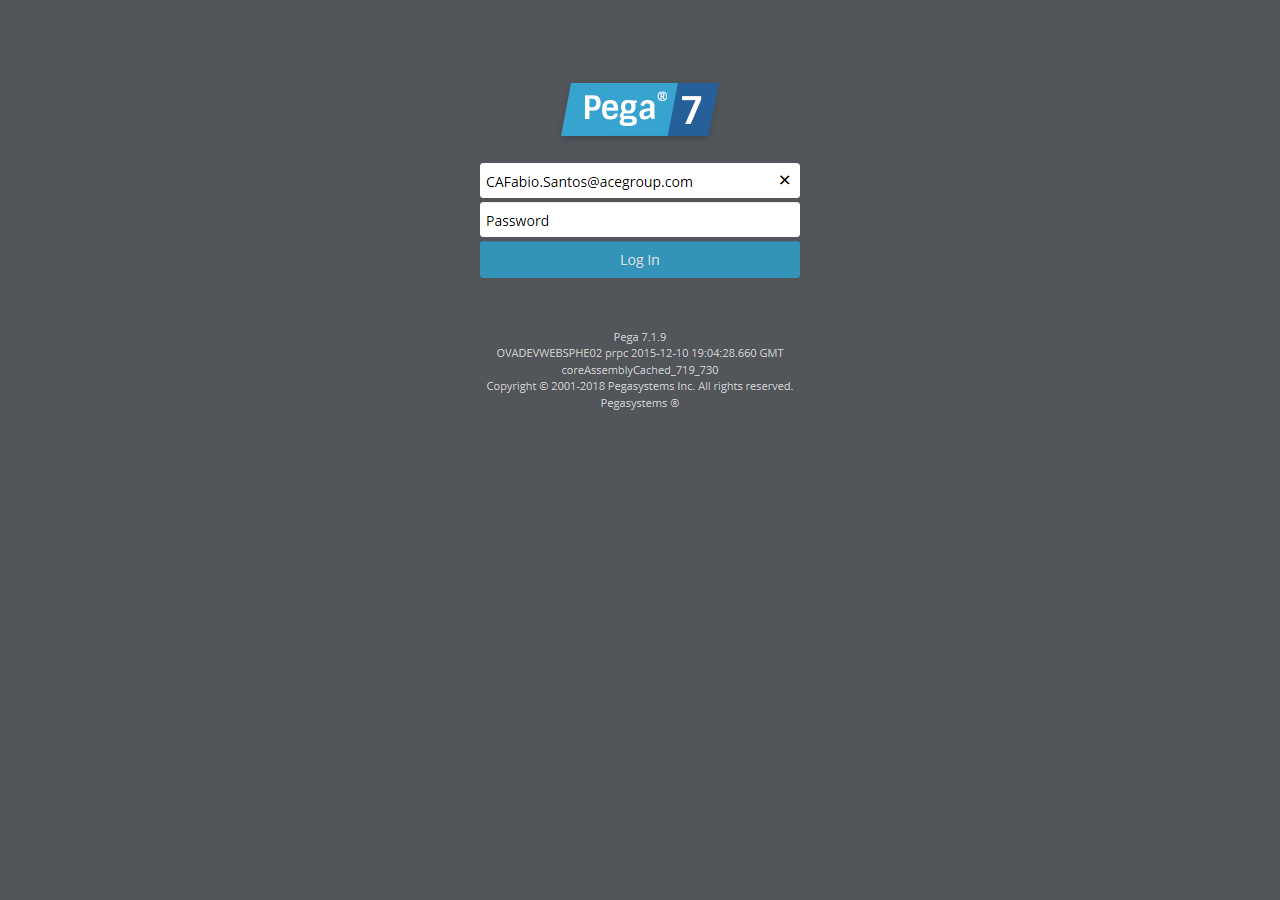 Pega® 7
CAFabio.Santos@acegroup.com ✕
Password
Log In
Pega 7.1.9
OVADEVWEBSPHE02 prpc 2015-12-10 19:04:28.660 GMT
coreAssemblyCached_719_730
Copyright © 2001-2018 Pegasystems Inc. All rights reserved.
Pegasystems ®